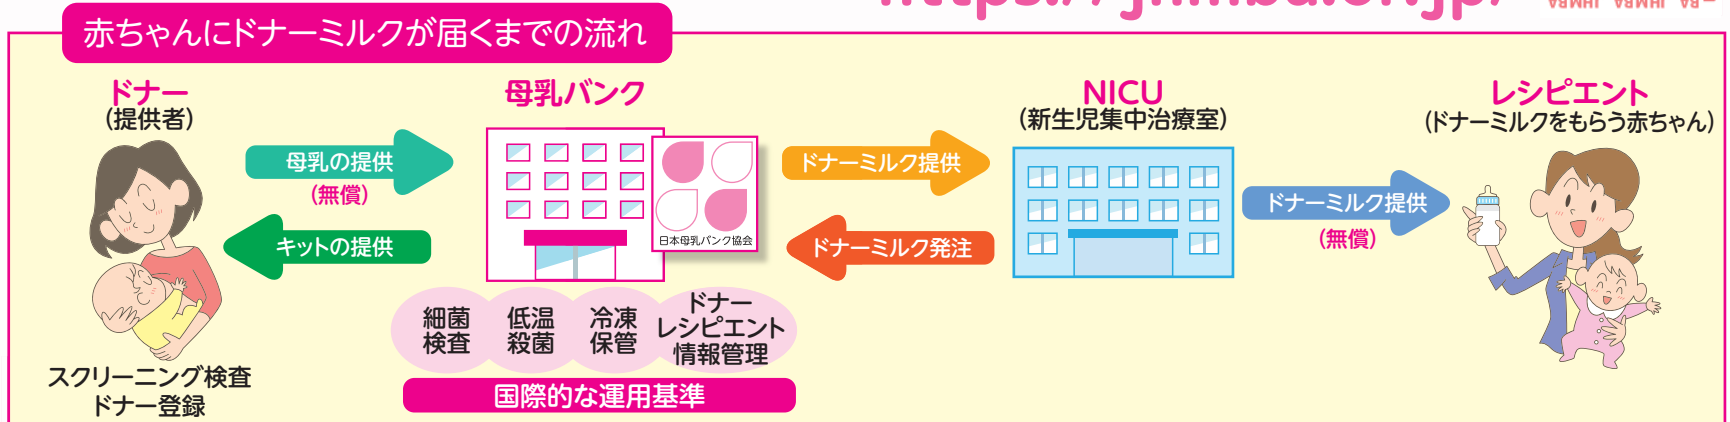 赤ちゃんにドナーミルクが届くまでの流れ
ドナー
(提供者)
母乳の提供
(無償)
キットの提供
スクリーニング検査
ドナー登録
母乳バンク
日本母乳バンク協会
細菌
検査
低温
殺菌
冷凍
保管
ドナー
レシピエント
情報管理
国際的な運用基準
ドナーミルク提供
ドナーミルク発注
NICU
(新生児集中治療室)
ドナーミルク提供
(無償)
レシピエント
(ドナーミルクをもらう赤ちゃん)